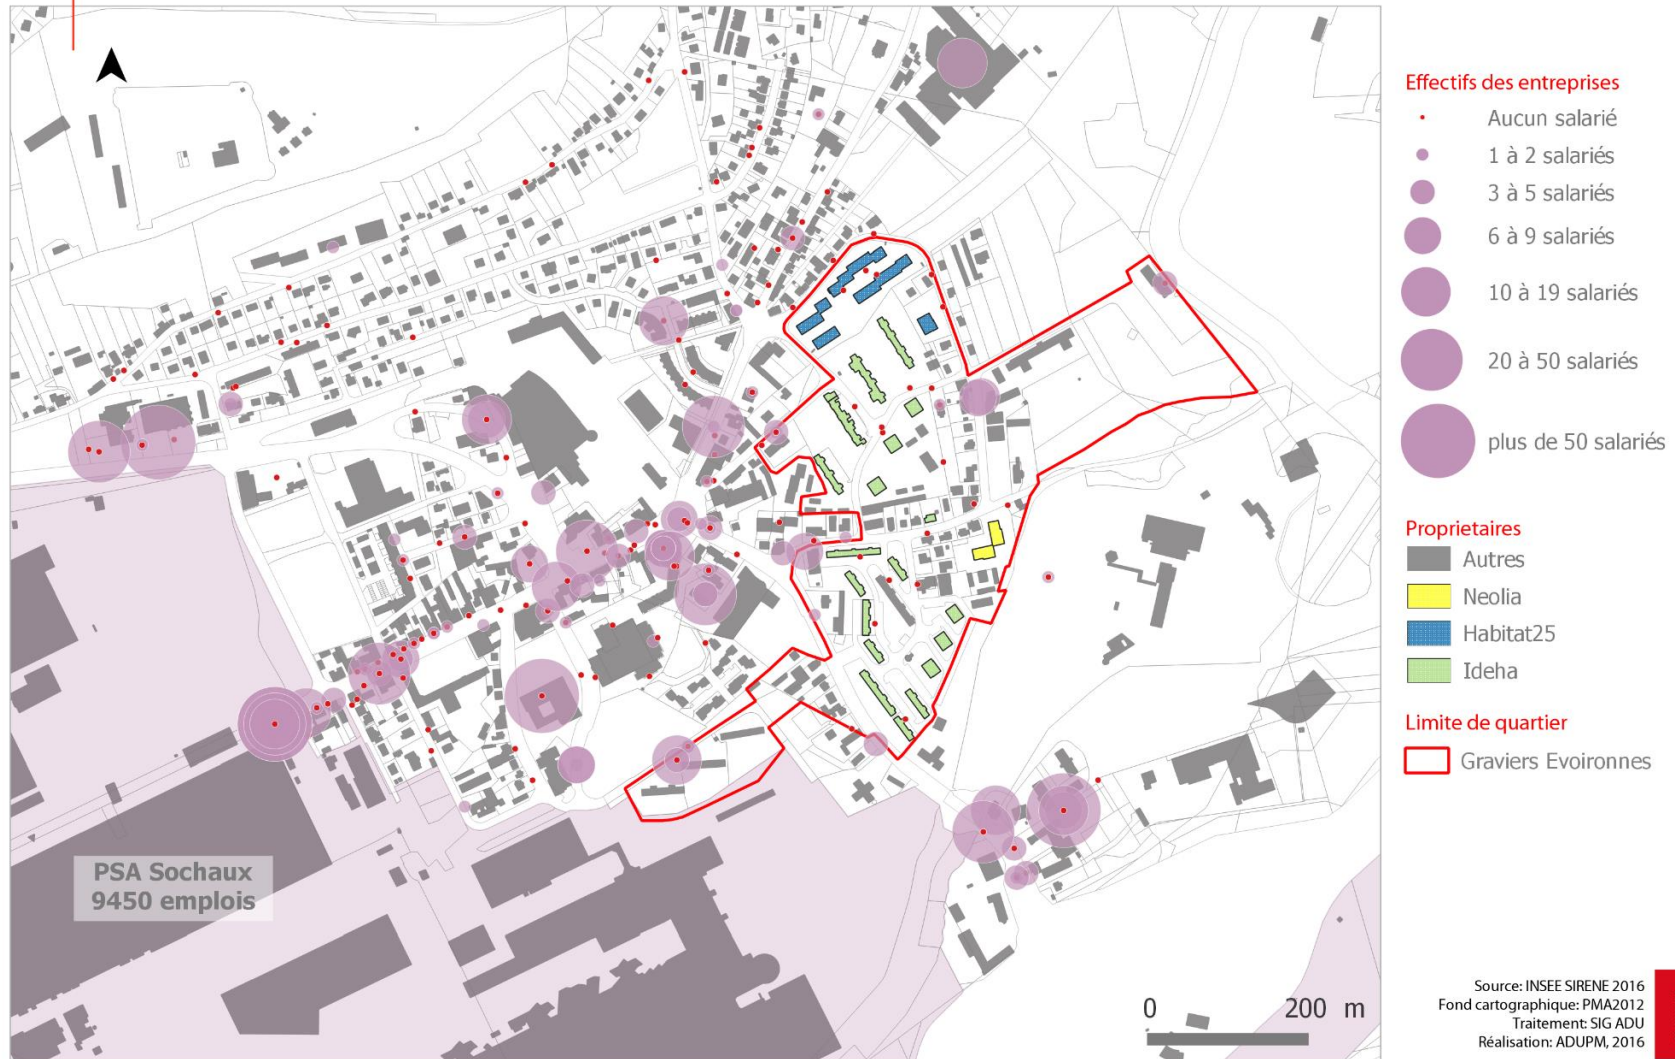 Effectifs des entreprises
Aucun salarié
1 à 2 salariés
3 à 5 salariés
6 à 9 salariés
10 à 19 salariés
20 à 50 salariés
plus de 50 salariés
Proprietaires
Autres
Neolia
Habitat25
Ideha
Limite de quartier
Graviers Evoironnes
PSA Sochaux
9450 emplois
0 200 m
Source: INSEE SIRENE 2016
Fond cartographique: PMA2012
Traitement: SIG ADU
Réalisation: ADUPM, 2016